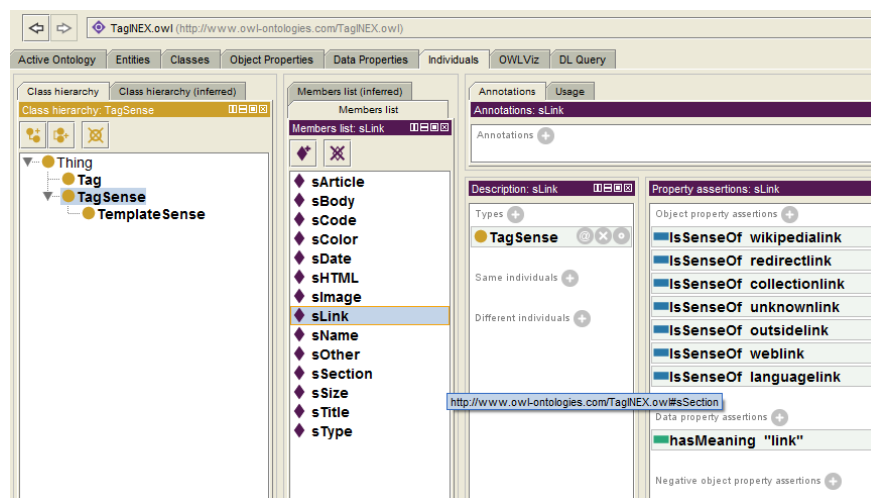 TagINEX.owl (http://www.owl-ontologies.com/TagINEX.owl)
Active Ontology Entities Classes Object Properties Data Properties Individuals OWLViz DL Query
Class hierarchy Class hierarchy (inferred)
Class hierarchy: TagSense
Thing
Tag
TagSense
TemplateSense
Members list (inferred)
Members list
Members list: sLink
sArticle
sBody
sCode
sColor
sDate
sHTML
sImage
sLink
sName
sOther
sSection
sSize
sTitle
sType
Annotations Usage
Annotations: sLink
Annotations
Description: sLink
Types
TagSense
Same individuals
Different individuals
Property assertions: sLink
Object property assertions
IsSenseOf wikipedialink
IsSenseOf redirectlink
IsSenseOf collectionlink
IsSenseOf unknownlink
IsSenseOf outsidelink
IsSenseOf weblink
IsSenseOf languagelink
http://www.owl-ontologies.com/TagINEX.owl#sSection
Data property assertions
hasMeaning "link"
Negative object property assertions